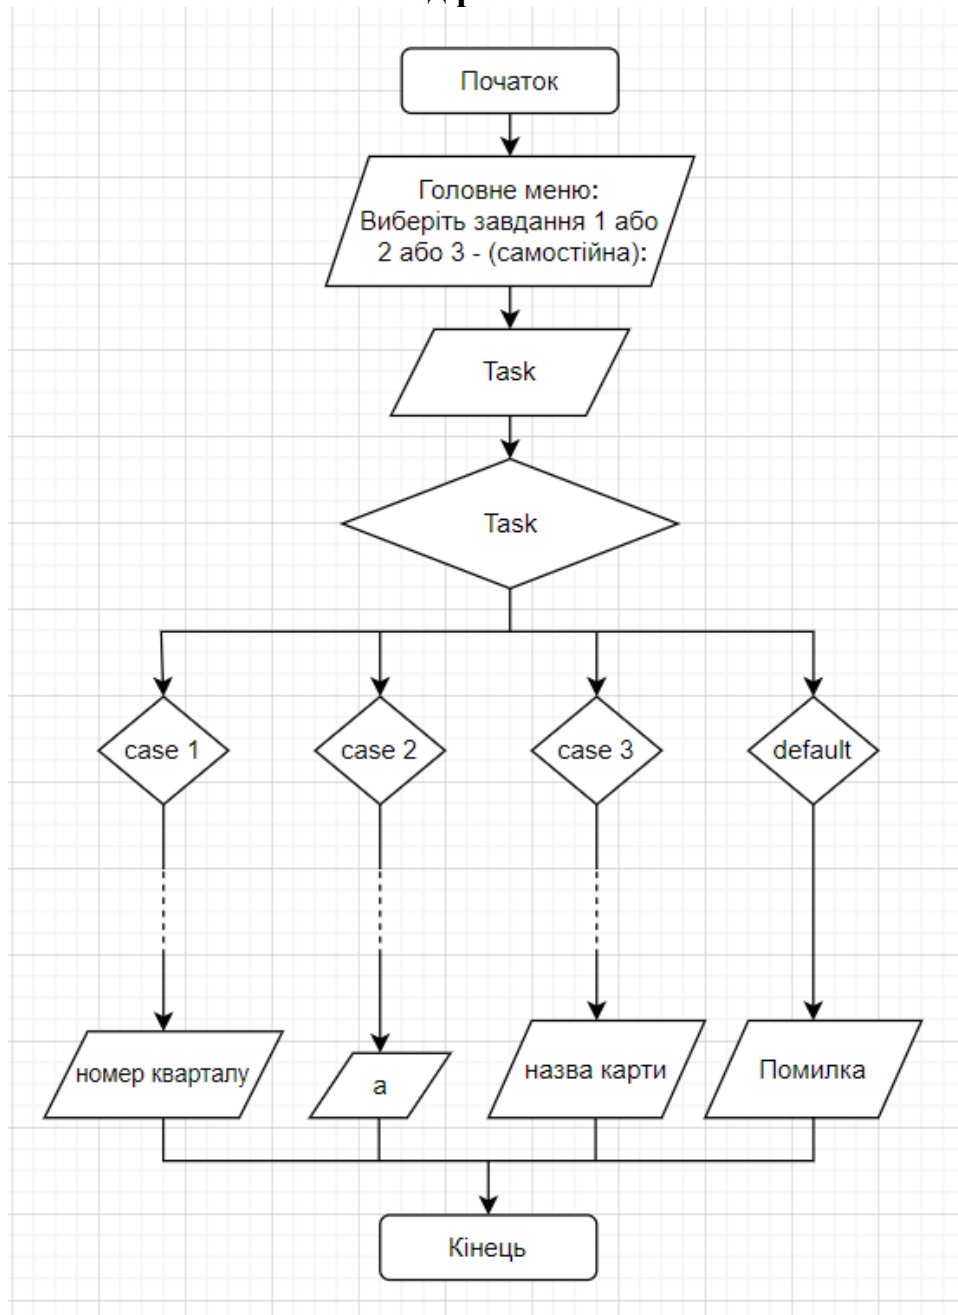 Початок
Головне меню:
Виберіть завдання 1 або
2 або 3 - (самостійна):
Task
Task
case 1
case 2
case 3
default
номер кварталу
a
назва карти
Помилка
Кінець